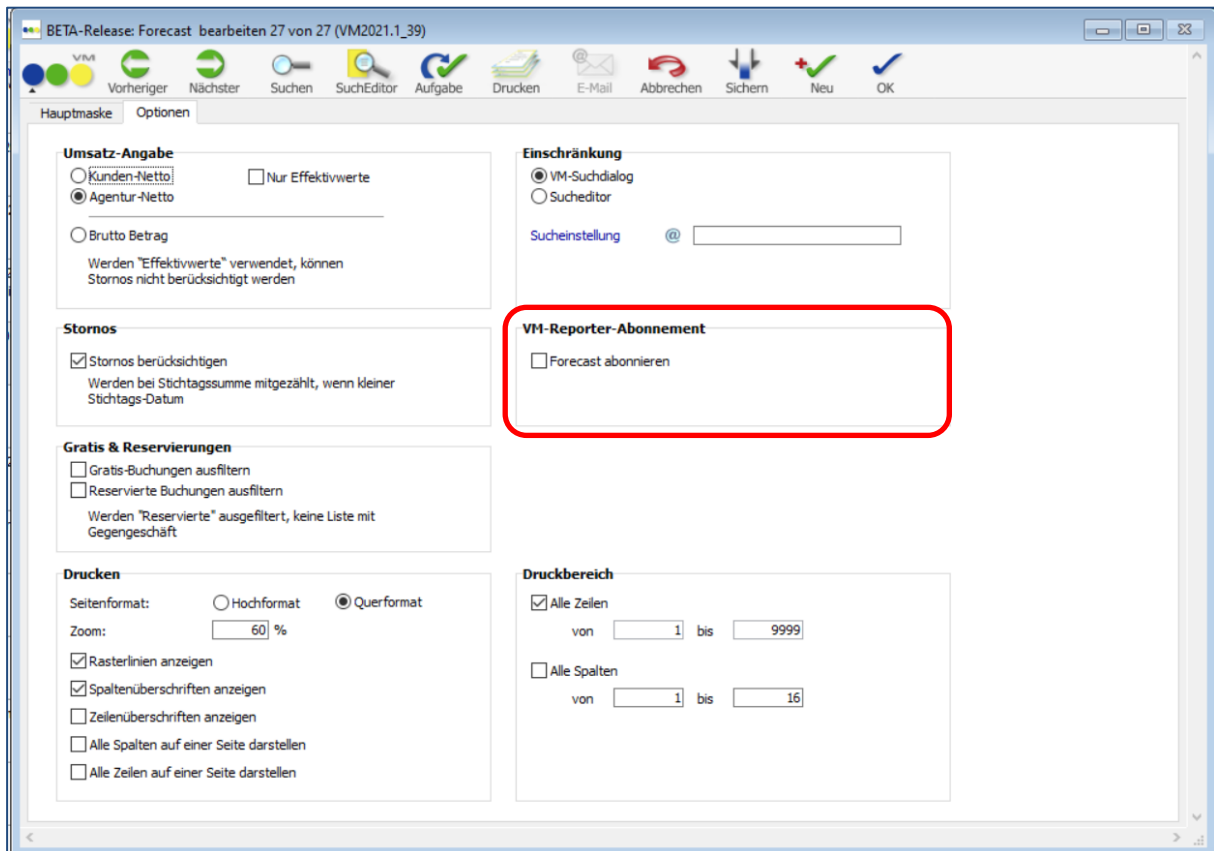 BETA-Release: Forecast bearbeiten 27 von 27 (VM2021.1_39)
VM
Vorheriger Nächster Suchen SuchEditor Aufgabe Drucken E-Mail Abbrechen Sichern Neu OK
Hauptmaske Optionen
Umsatz-Angabe
Kunden-Netto Nur Effektivwerte
Agentur-Netto
Brutto Betrag
Werden "Effektivwerte" verwendet, können
Stornos nicht berücksichtigt werden
Einschränkung
VM-Suchdialog
Sucheditor
Sucheinstellung @
Stornos
Stornos berücksichtigen
Werden bei Stichtagssumme mitgezählt, wenn kleiner
Stichtags-Datum
VM-Reporter-Abonnement
Forecast abonnieren
Gratis & Reservierungen
Gratis-Buchungen ausfiltern
Reservierte Buchungen ausfiltern
Werden "Reservierte" ausgefiltert, keine Liste mit
Gegengeschäft
Drucken
Seitenformat: Hochformat Querformat
Zoom: 60 %
Rasterlinien anzeigen
Spaltenüberschriften anzeigen
Zeilenüberschriften anzeigen
Alle Spalten auf einer Seite darstellen
Alle Zeilen auf einer Seite darstellen
Druckbereich
Alle Zeilen
von 1 bis 9999
Alle Spalten
von 1 bis 16